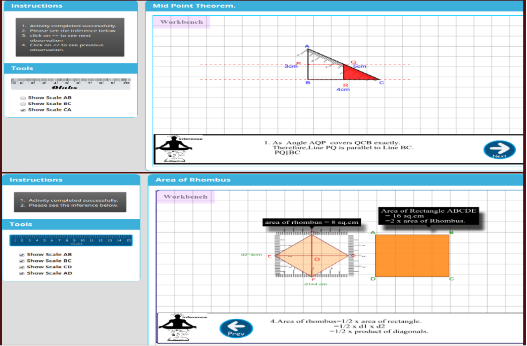 Instructions
Mid Point Theorem.
1. Activity completed successfully.
2. Please see the inference below
3. click on >> to see next
observation
4. Click on << to see previous
observation.
Workbench
Tools
Show Scale AB
Show Scale BC
Show Scale CA
A
3cm
B
4cm
C
Inference
1. As Angle AQP covers QCB exactly.
Therefore,Line PQ is parallel to Line BC.
PQ||BC
Next
Instructions
Area of Rhombus
1. Activity completed successfully.
2. Please see the inference below.
Workbench
Tools
Show Scale AB
Show Scale BC
Show Scale CD
Show Scale AD
area of rhombus = 8 sq.cm
Area of Rectangle ABCDE
= 16 sq.cm
=2 x area of Rhombus.
A
B
D
C
Inference
Prev
4.Area of rhombus=1/2 x area of rectangle.
=1/2 x d1 x d2
=1/2 x product of diagonals.